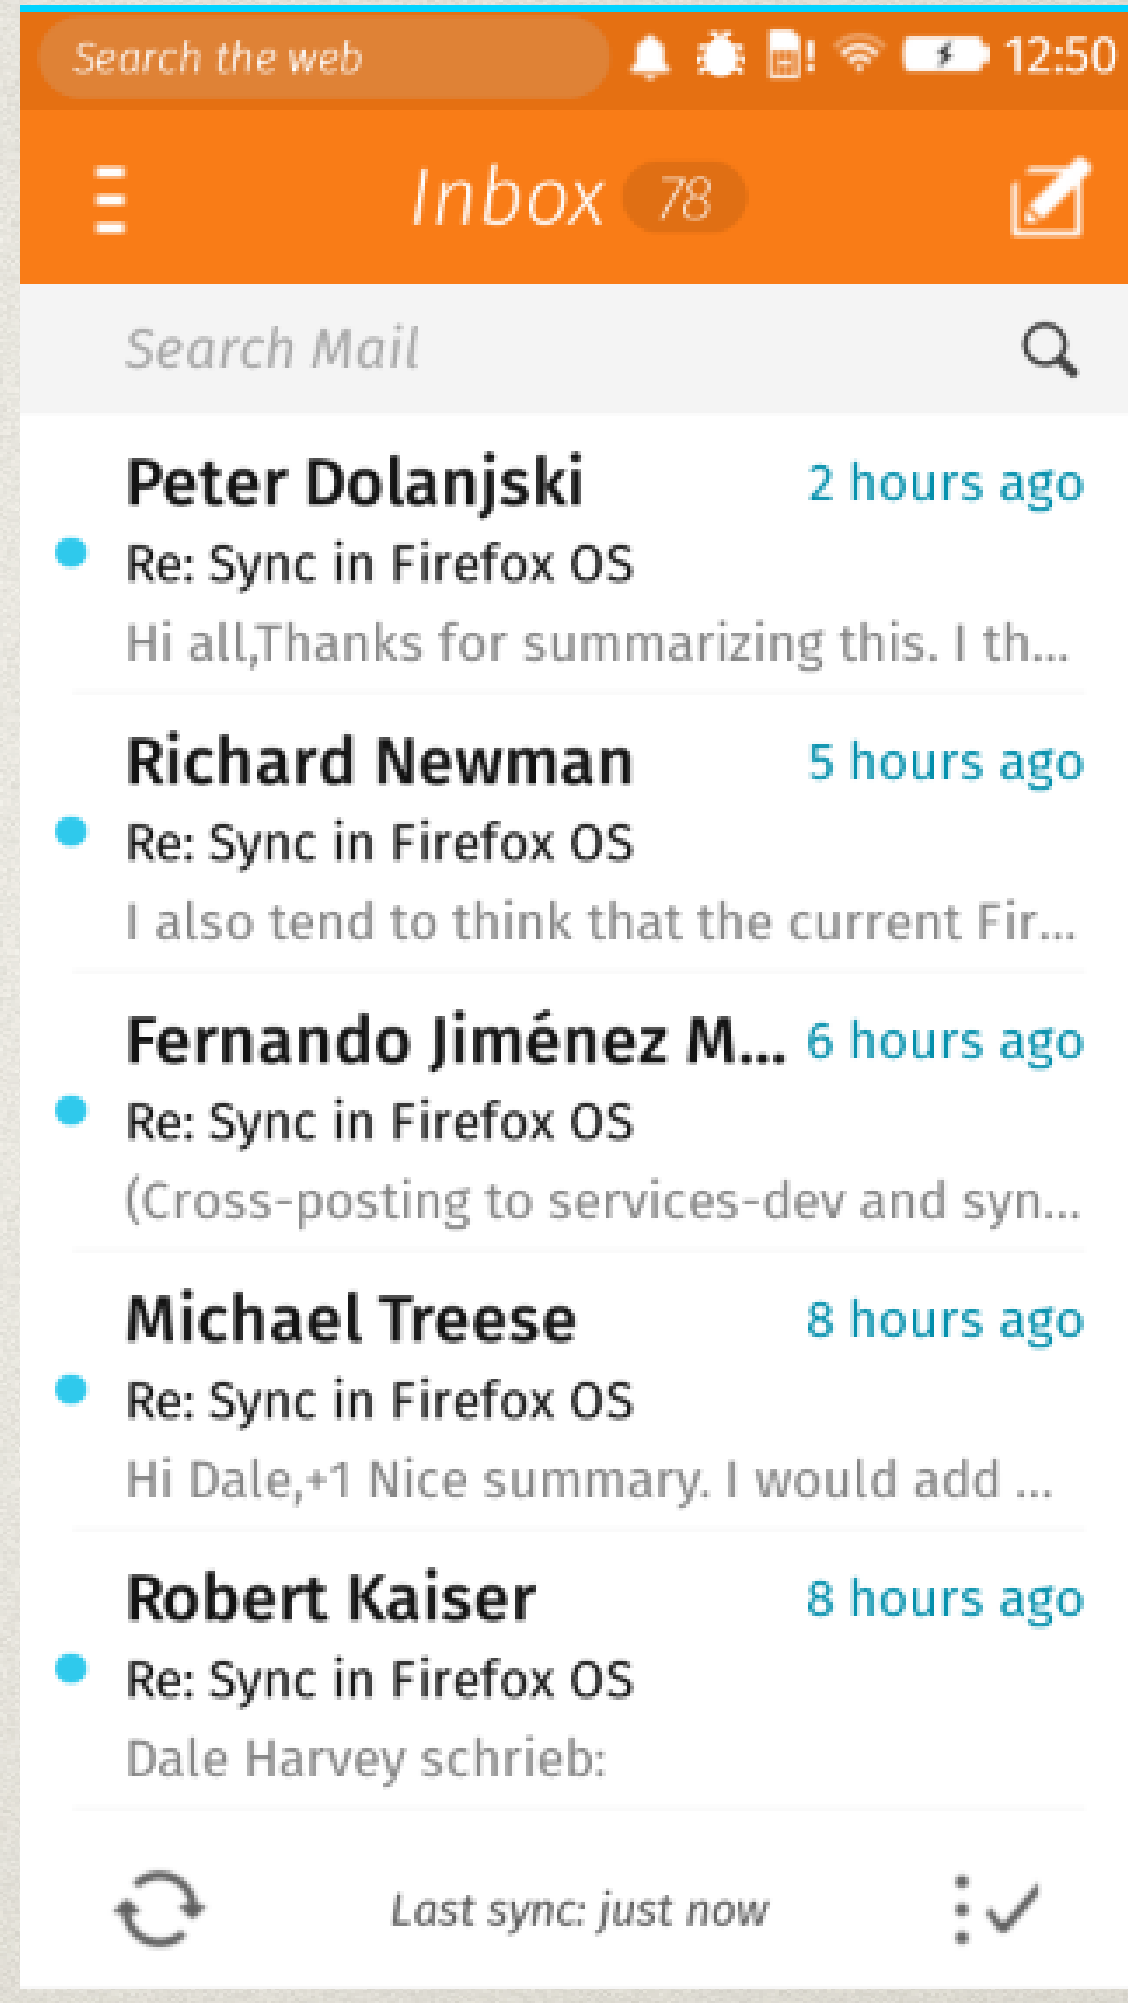 Search the web 12:50
Inbox 78
Search Mail
Peter Dolanjski 2 hours ago
Re: Sync in Firefox OS
Hi all,Thanks for summarizing this. I th...
Richard Newman 5 hours ago
Re: Sync in Firefox OS
I also tend to think that the current Fir...
Fernando Jiménez M... 6 hours ago
Re: Sync in Firefox OS
(Cross-posting to services-dev and syn...
Michael Treese 8 hours ago
Re: Sync in Firefox OS
Hi Dale,+1 Nice summary. I would add ...
Robert Kaiser 8 hours ago
Re: Sync in Firefox OS
Dale Harvey schrieb:
Last sync: just now